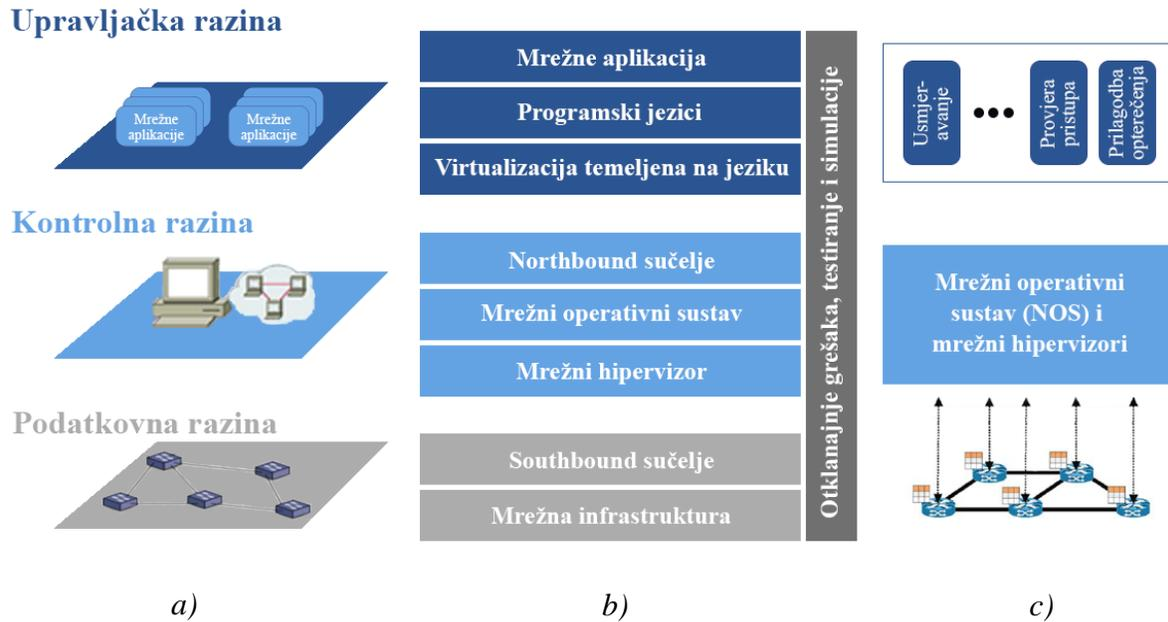 Upravljačka razina
Mrežne
aplikacije
Mrežne
aplikacije
Kontrolna razina
Podatkovna razina
a)
Mrežne aplikacija
Programski jezici
Virtualizacija temeljena na jeziku
Northbound sučelje
Mrežni operativni sustav
Mrežni hipervizor
Southbound sučelje
Mrežna infrastruktura
Otklanajnje grešaka, testiranje i simulacije
b)
Usmjer-
avanje
Provjera
pristupa
Prilagodba
opterečenja
Mrežni operativni
sustav (NOS) i
mrežni hipervizori
c)